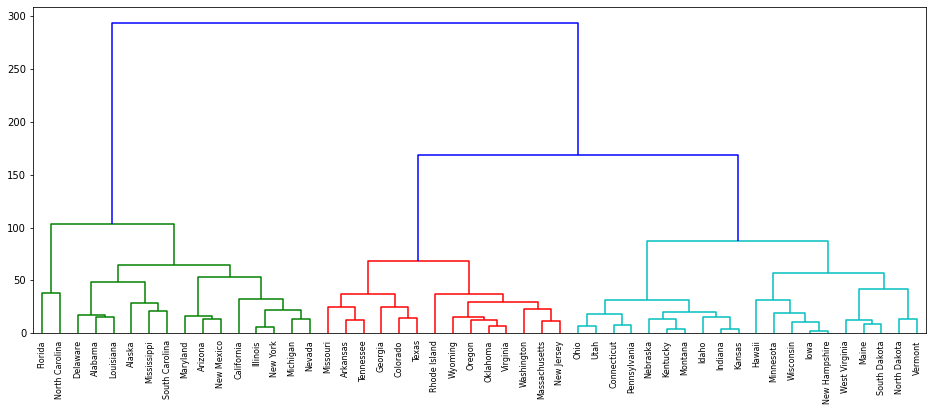 300
250
200
150
100
50
0
Florida
North Carolina
Delaware
Alabama
Louisiana
Alaska
Mississippi
South Carolina
Maryland
Arizona
New Mexico
California
Illinois
New York
Michigan
Nevada
Missouri
Arkansas
Tennessee
Georgia
Colorado
Texas
Rhode Island
Wyoming
Oregon
Oklahoma
Virginia
Washington
Massachusetts
New Jersey
Ohio
Utah
Connecticut
Pennsylvania
Nebraska
Kentucky
Montana
Idaho
Indiana
Kansas
Hawaii
Minnesota
Wisconsin
Iowa
New Hampshire
West Virginia
Maine
South Dakota
North Dakota
Vermont